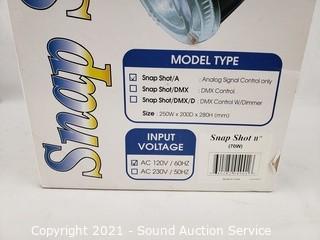 Snap
MODEL TYPE
Snap Shot/A : Analog Signal Control only
Snap Shot/DMX : DMX Control
Snap Shot/DMX/D : DMX Control W/Dimmer
Size : 250W x 200D x 280H (mm)
INPUT
VOLTAGE
AC 120V / 60HZ
AC 230V / 50HZ
Snap Shot II™
(70W)
Copyright 2021 - Sound Auction Service